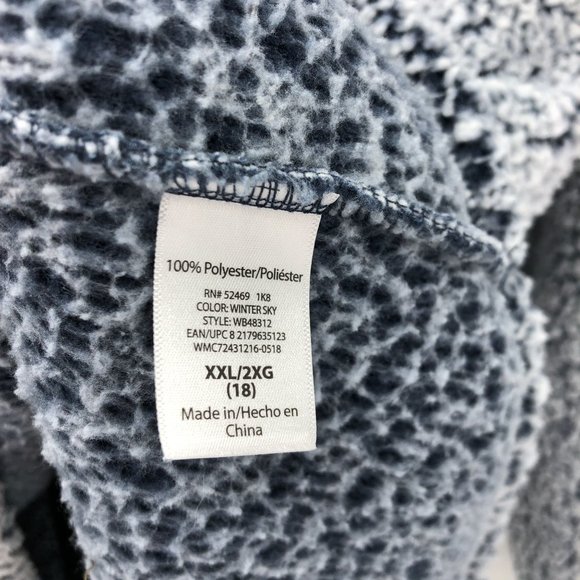 100% Polyester/Poliéster
RN# 52469 1K8
COLOR: WINTER SKY
STYLE: WB48312
EAN/UPC 8 2179635123
WMC72431216-0518
XXL/2XG
(18)
Made in/Hecho en
China